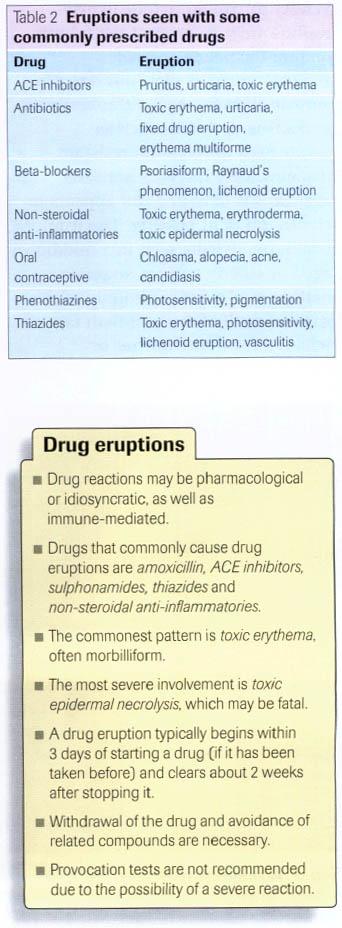 Table 2 Eruptions seen with some
commonly prescribed drugs
Drug Eruption
ACE inhibitors Pruritus, urticaria, toxic erythema
Antibiotics Toxic erythema, urticaria,
fixed drug eruption,
erythema multiforme
Beta-blockers Psoriasiform, Raynaud's
phenomenon, lichenoid eruption
Non-steroidal Toxic erythema, erythroderma,
anti-inflammatories toxic epidermal necrolysis
Oral Chloasma, alopecia, acne,
contraceptive candidiasis
Phenothiazines Photosensitivity, pigmentation
Thiazides Toxic erythema, photosensitivity,
lichenoid eruption, vasculitis
Drug eruptions
■ Drug reactions may be pharmacological
or idiosyncratic, as well as
immune-mediated.
■ Drugs that commonly cause drug
eruptions are amoxicillin, ACE inhibitors,
sulphonamides, thiazides and
non-steroidal anti-inflammatories.
■ The commonest pattern is toxic erythema,
often morbilliform.
■ The most severe involvement is toxic
epidermal necrolysis, which may be fatal.
■ A drug eruption typically begins within
3 days of starting a drug (if it has been
taken before) and clears about 2 weeks
after stopping it.
■ Withdrawal of the drug and avoidance of
related compounds are necessary.
■ Provocation tests are not recommended
due to the possibility of a severe reaction.